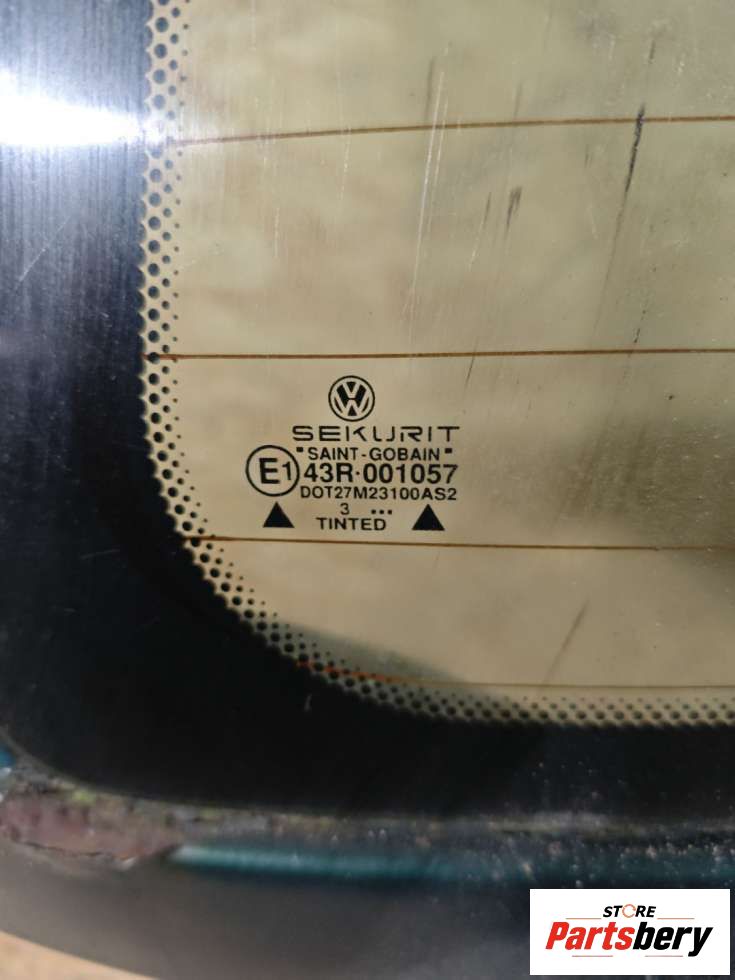 SEKURIT
SAINT-GOBAIN
E1 43R·001057
DOT27M23100AS2
3 ...
TINTED
STORE
Partsbery